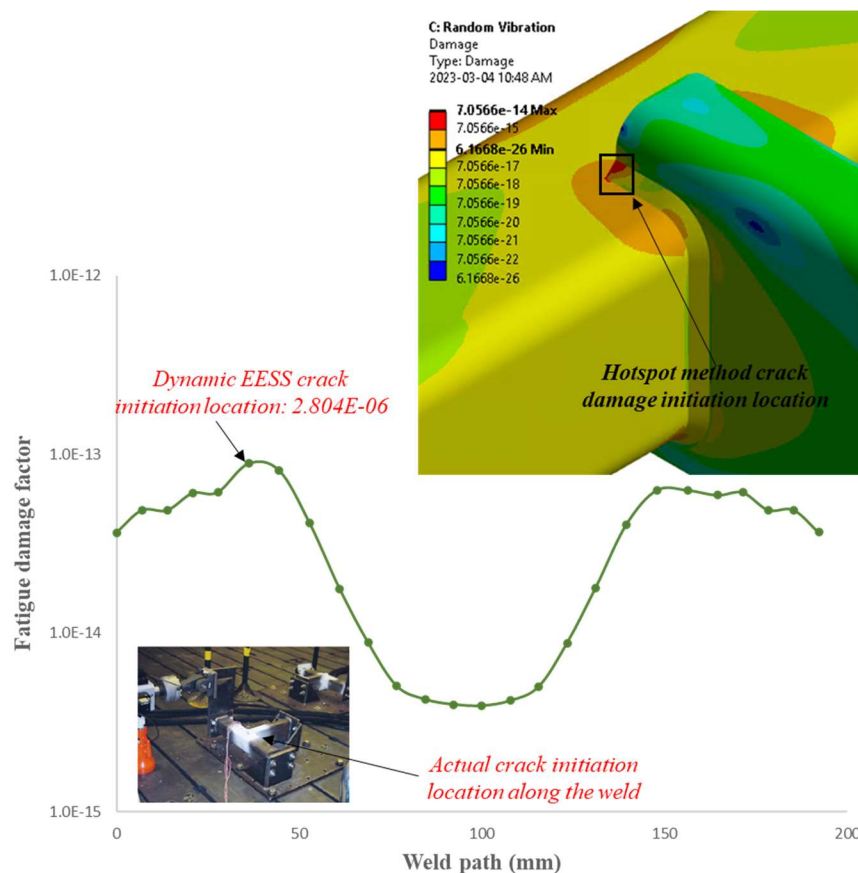 C: Random Vibration
Damage
Type: Damage
2023-03-04 10:48 AM
7.0566e-14 Max
7.0566e-15
6.1668e-26 Min
7.0566e-17
7.0566e-18
7.0566e-19
7.0566e-20
7.0566e-21
7.0566e-22
6.1668e-26
Hotspot method crack
damage initiation location
1.0E-12
Dynamic EESS crack
initiation location: 2.804E-06
1.0E-13
Fatigue damage factor
1.0E-14
Actual crack initiation
location along the weld
1.0E-15
0
50
100
150
200
Weld path (mm)